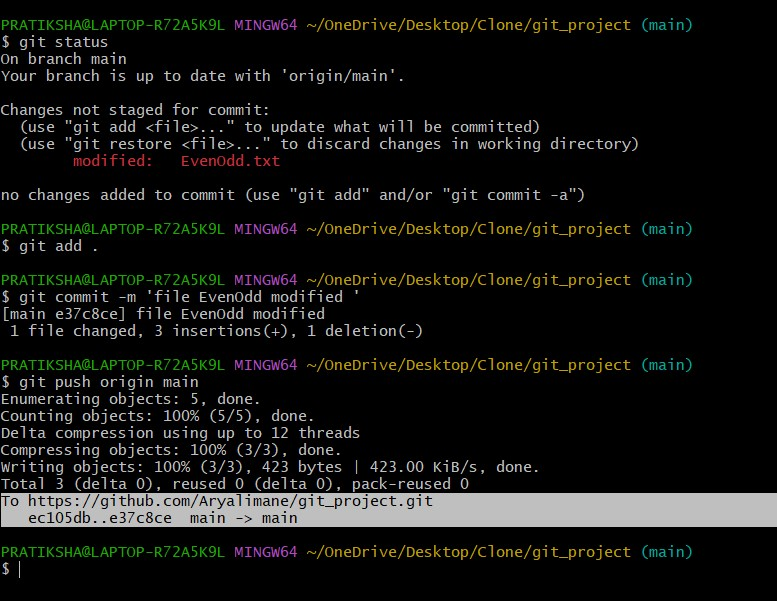 PRATIKSHA@LAPTOP-R72A5K9L MINGW64 ~/OneDrive/Desktop/Clone/git_project (main)
$ git status
On branch main
Your branch is up to date with 'origin/main'.
Changes not staged for commit:
  (use "git add <file>..." to update what will be committed)
  (use "git restore <file>..." to discard changes in working directory)
        modified:   EvenOdd.txt
no changes added to commit (use "git add" and/or "git commit -a")
PRATIKSHA@LAPTOP-R72A5K9L MINGW64 ~/OneDrive/Desktop/Clone/git_project (main)
$ git add .
PRATIKSHA@LAPTOP-R72A5K9L MINGW64 ~/OneDrive/Desktop/Clone/git_project (main)
$ git commit -m 'file EvenOdd modified '
[main e37c8ce] file EvenOdd modified
 1 file changed, 3 insertions(+), 1 deletion(-)
PRATIKSHA@LAPTOP-R72A5K9L MINGW64 ~/OneDrive/Desktop/Clone/git_project (main)
$ git push origin main
Enumerating objects: 5, done.
Counting objects: 100% (5/5), done.
Delta compression using up to 12 threads
Compressing objects: 100% (3/3), done.
Writing objects: 100% (3/3), 423 bytes | 423.00 KiB/s, done.
Total 3 (delta 0), reused 0 (delta 0), pack-reused 0
To https://github.com/Aryalimane/git_project.git
   ec105db..e37c8ce  main -> main
PRATIKSHA@LAPTOP-R72A5K9L MINGW64 ~/OneDrive/Desktop/Clone/git_project (main)
$